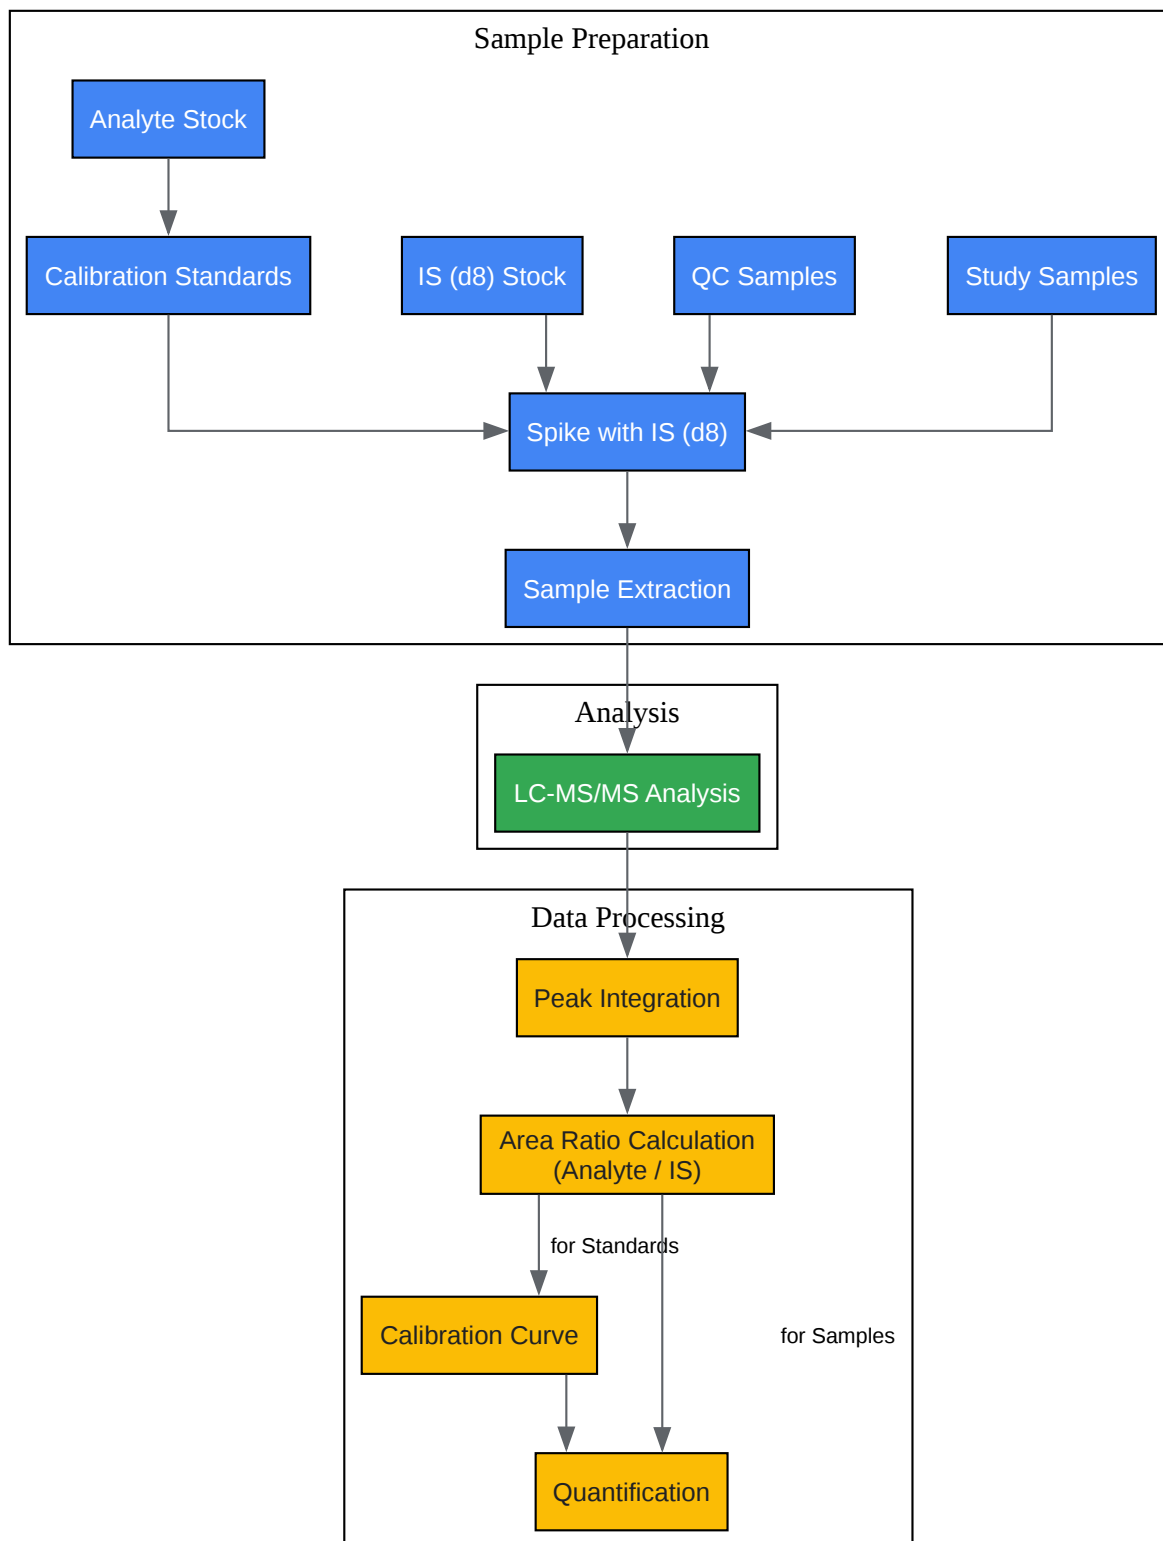 Sample Preparation
Analyte Stock
Calibration Standards
IS (d8) Stock
QC Samples
Study Samples
Spike with IS (d8)
Sample Extraction
Analysis
LC-MS/MS Analysis
Data Processing
Peak Integration
Area Ratio Calculation
(Analyte / IS)
for Standards
Calibration Curve
for Samples
Quantification